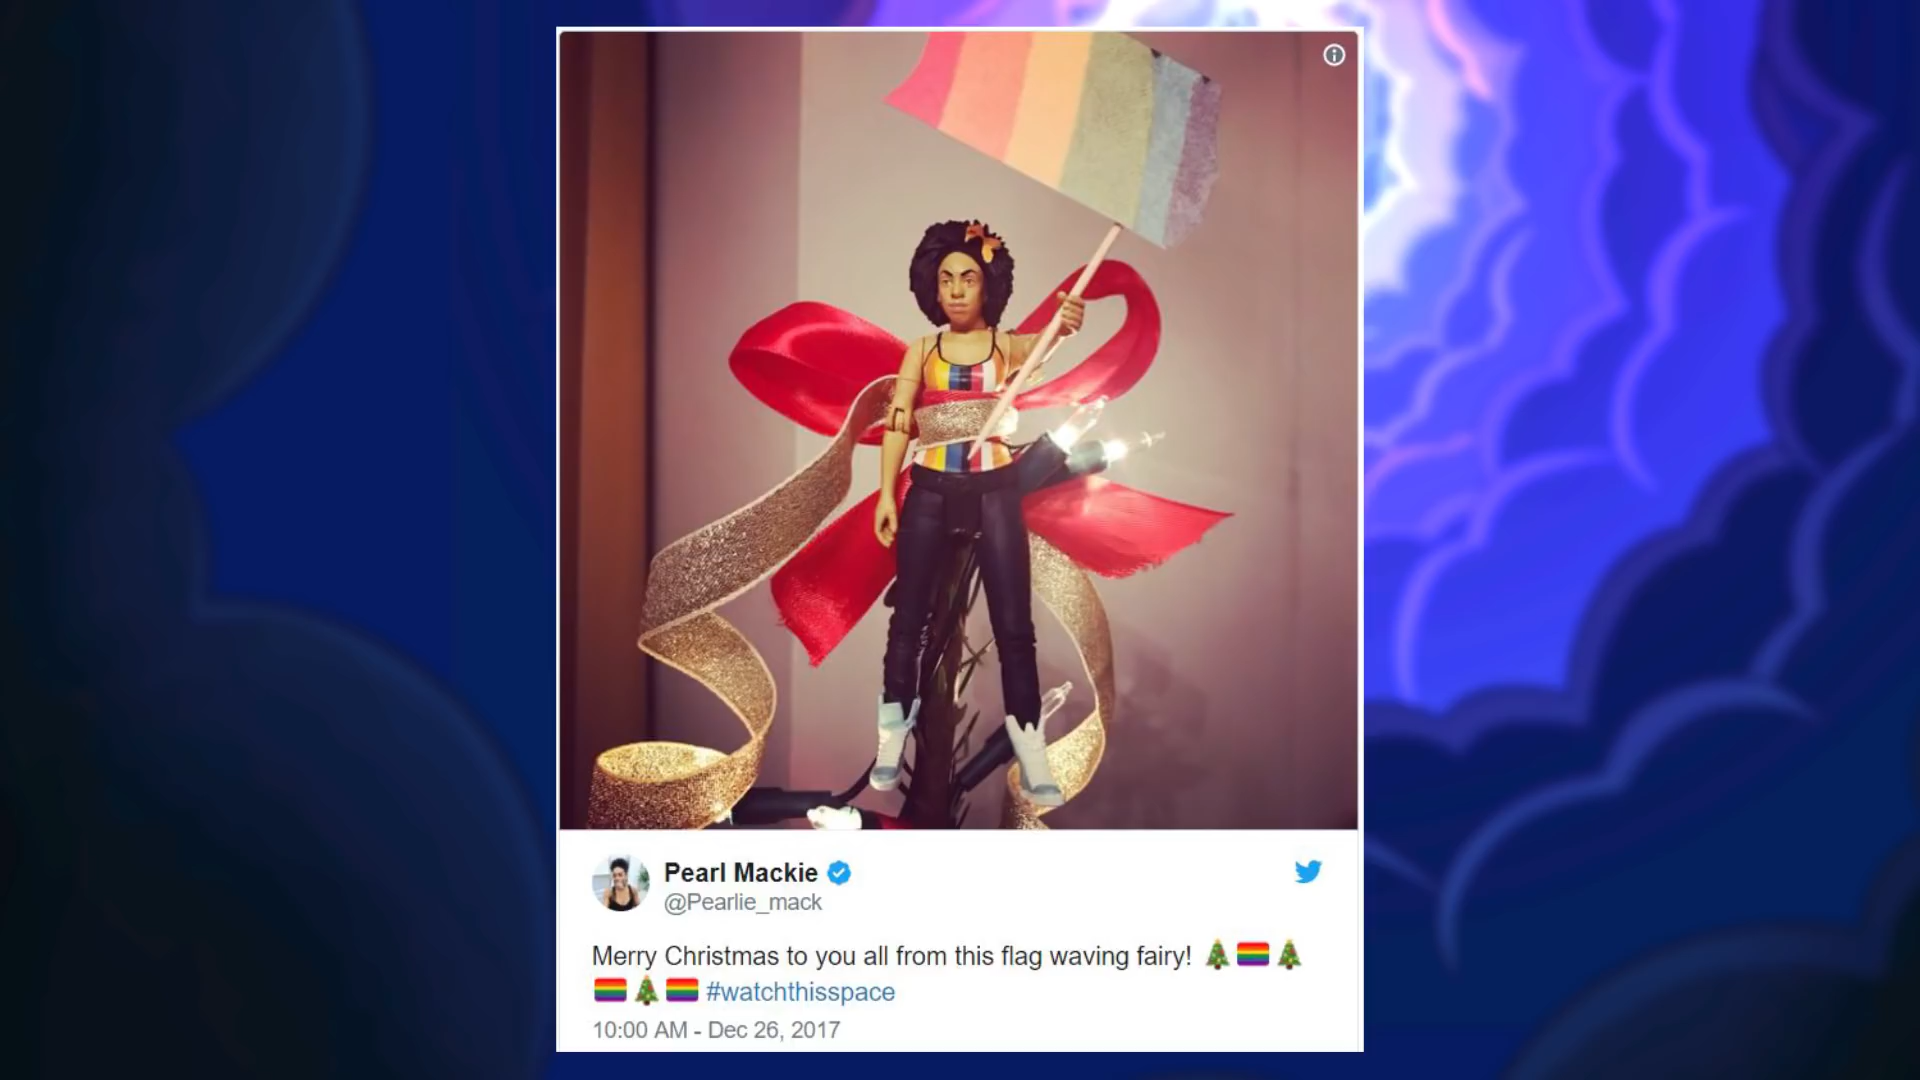 Pearl Mackie
@Pearlie_mack
Merry Christmas to you all from this flag waving fairy! 🎄🏳️‍🌈🎄
🏳️‍🌈🎄🏳️‍🌈 #watchthisspace
10:00 AM - Dec 26, 2017